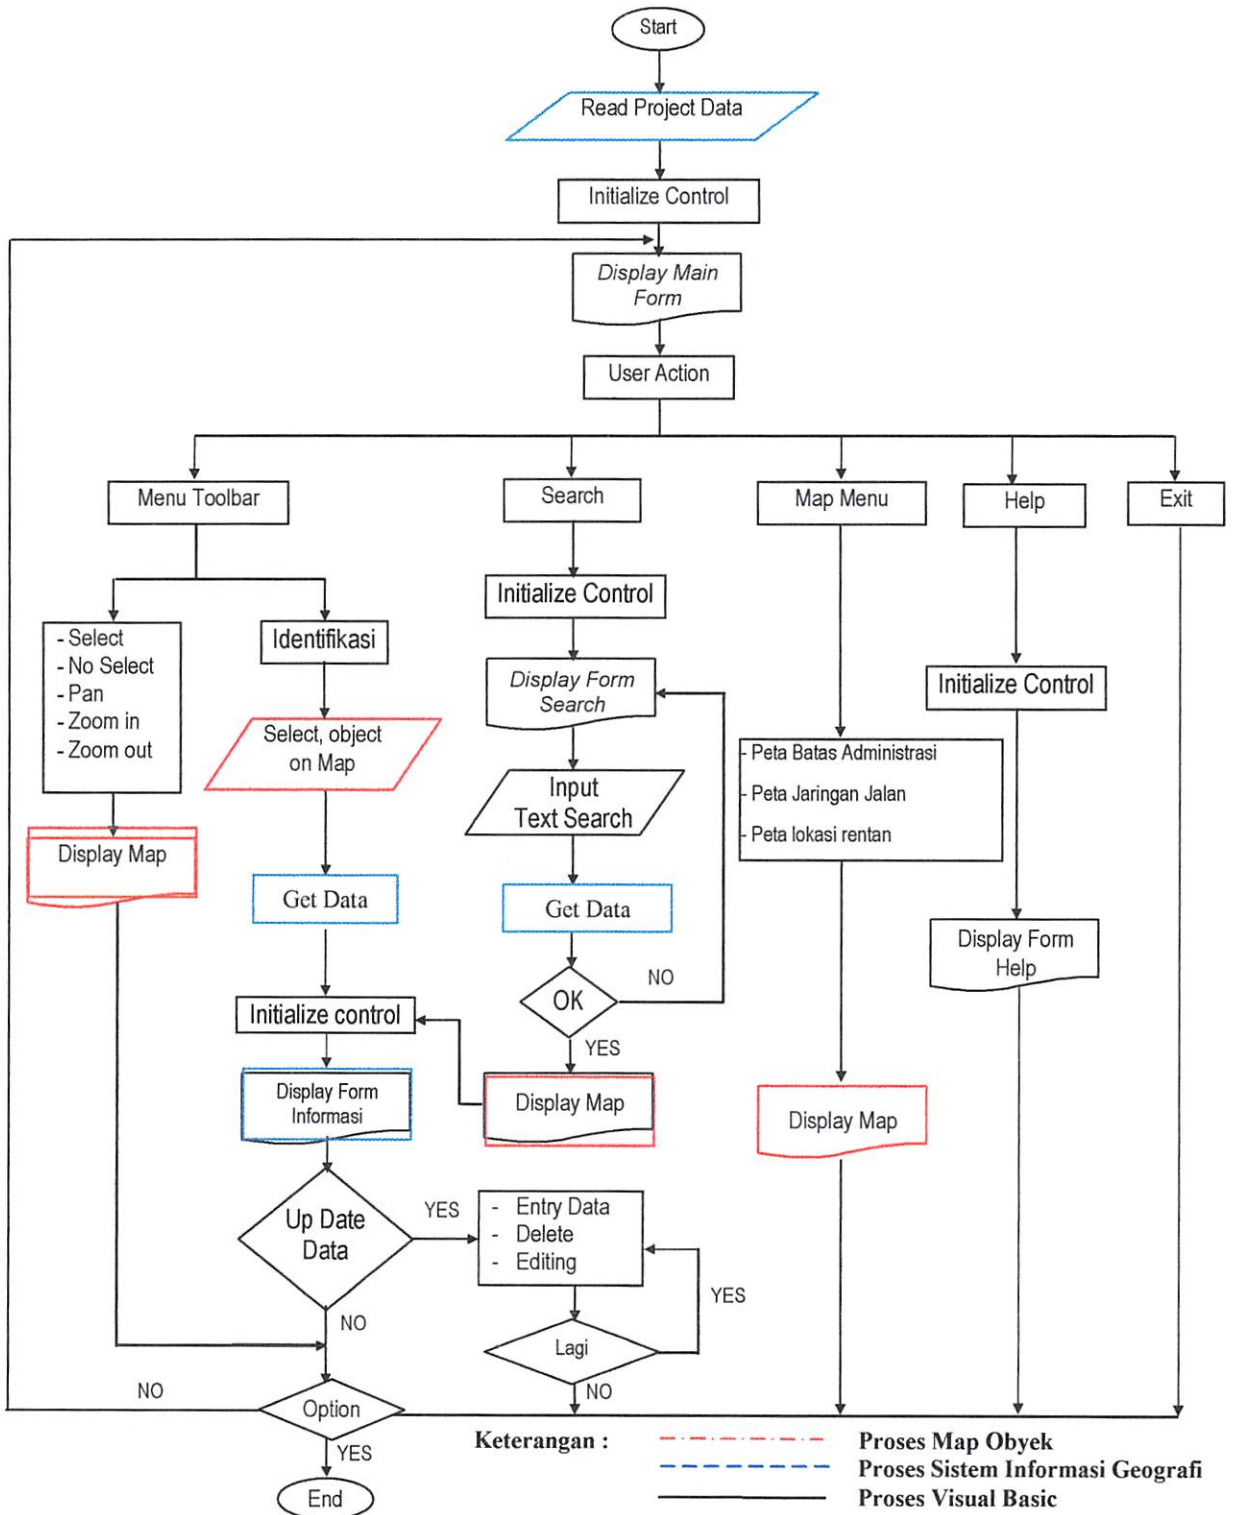 Start
Read Project Data
Initialize Control
Display Main
Form
User Action
Menu Toolbar
Search
Map Menu
Help
Exit
- Select
- No Select
- Pan
- Zoom in
- Zoom out
Identifikasi
Initialize Control
Display Form
Search
Initialize Control
Select, object
on Map
Input
Text Search
- Peta Batas Administrasi
- Peta Jaringan Jalan
- Peta lokasi rentan
Display Map
Get Data
Get Data
Display Form
Help
OK
NO
YES
Initialize control
Display Form
Informasi
Display Map
Display Map
Up Date
Data
YES
- Entry Data
- Delete
- Editing
YES
NO
Lagi
NO
NO
Option
YES
End
Keterangan :
Proses Map Obyek
Proses Sistem Informasi Geografi
Proses Visual Basic